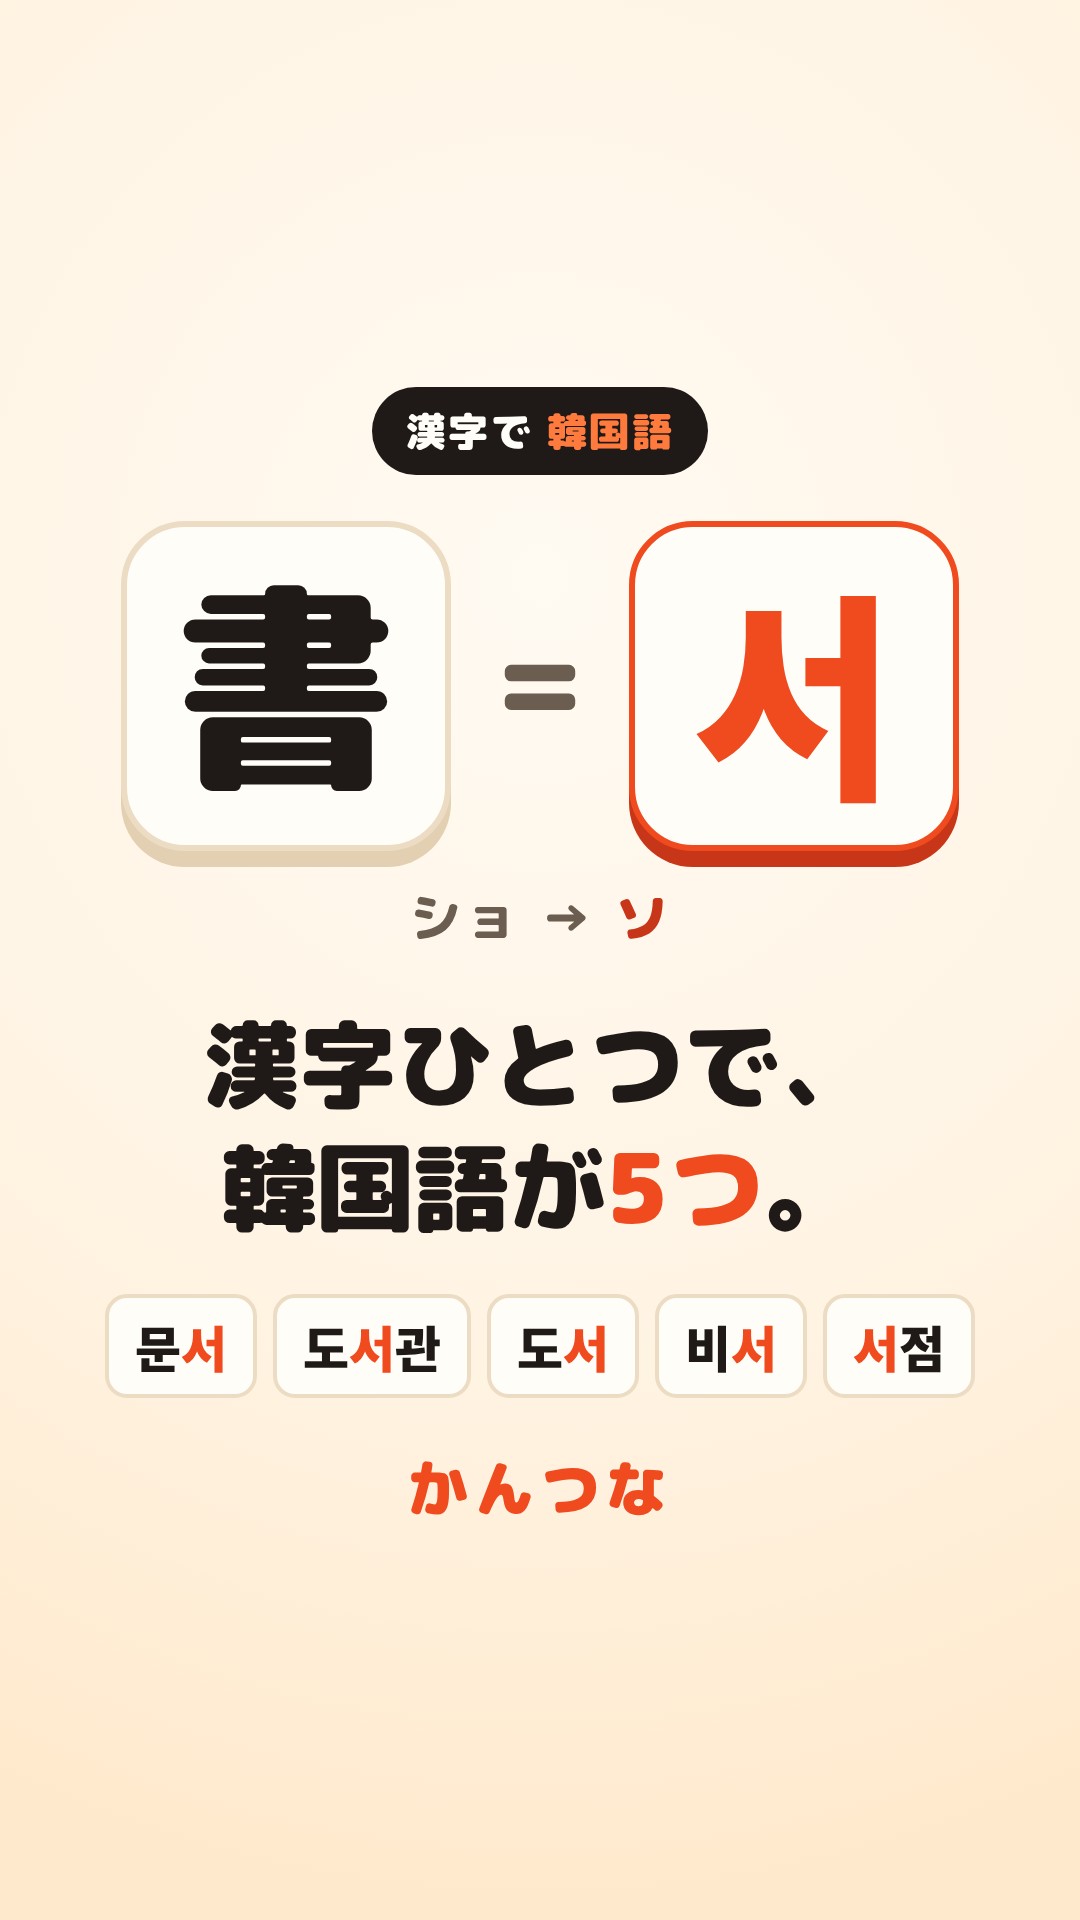 漢字で 韓国語
書 = 서
ショ → ソ
漢字ひとつで、
韓国語が5つ。
문서 도서관 도서 비서 서점
かんつな